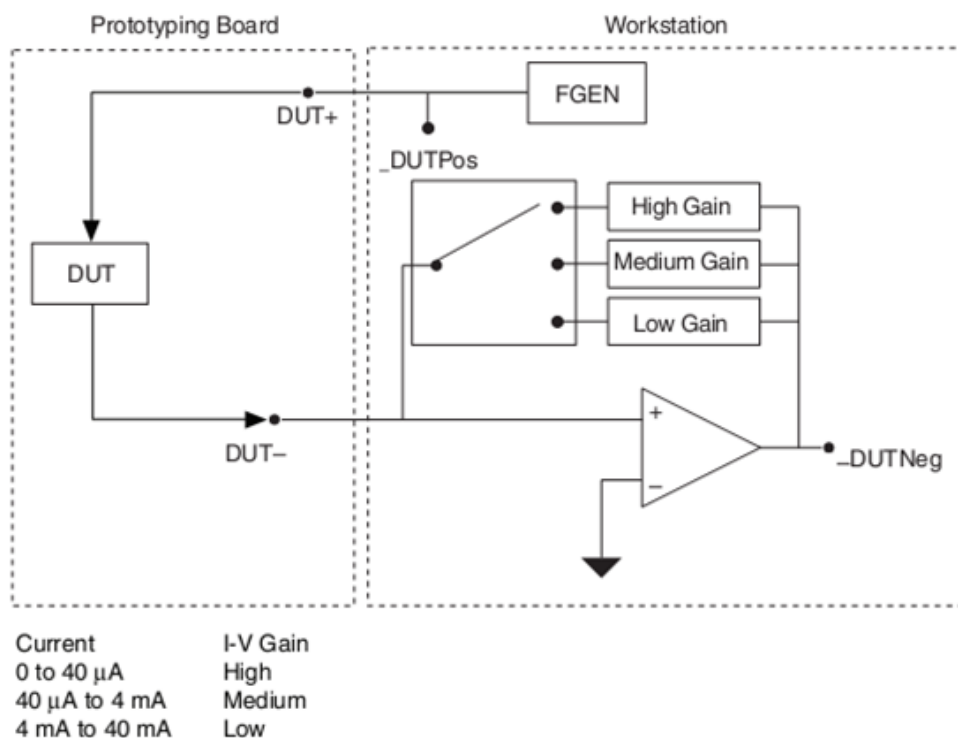 Prototyping Board
Workstation
FGEN
DUT+
_DUTPos
High Gain
DUT
Medium Gain
Low Gain
+
DUT–
–
_DUTNeg
Current I-V Gain
0 to 40 μA High
40 μA to 4 mA Medium
4 mA to 40 mA Low